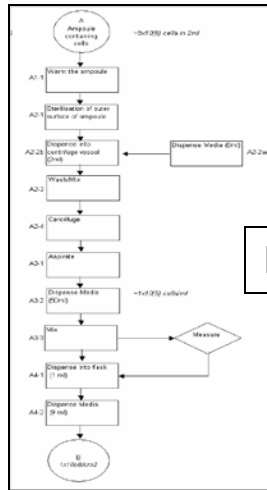 A
Ampoule
containing
cells
~5x10(6) cells in 2ml
A1-1
Warm the ampoule
A2-1
Sterilisation of outer
surface of ampoule
A2-2b
Dispense into
centrifuge vessel
(2ml)
Dispense Media (8ml)
A2-2a
A2-3
Wash/Mix
A2-4
Centrifuge
A3-1
Aspirate
A3-2
Dispense Media
(50ml)
~1x10(5) cells/ml
A3-3
Mix
Measure
A4-1
Dispense into flask
(1 ml)
A4-2
Dispense Media
(9 ml)
B